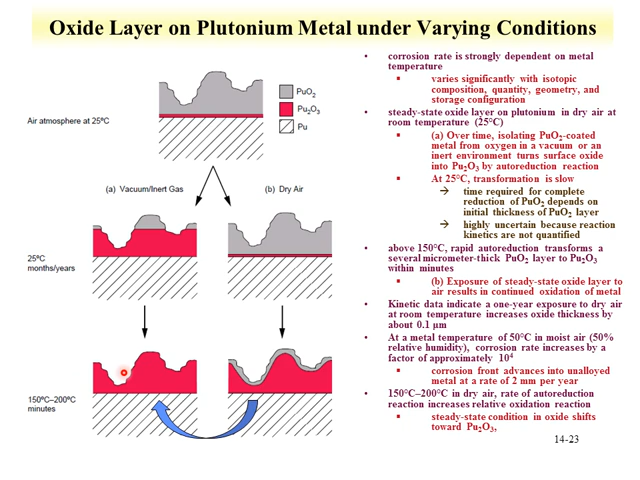 Oxide Layer on Plutonium Metal under Varying Conditions
PuO2
Pu2O3
Pu
Air atmosphere at 25ºC
(a) Vacuum/Inert Gas
(b) Dry Air
25ºC
months/years
150ºC–200ºC
minutes
• corrosion rate is strongly dependent on metal
temperature
▪ varies significantly with isotopic
composition, quantity, geometry, and
storage configuration
• steady-state oxide layer on plutonium in dry air at
room temperature (25°C)
▪ (a) Over time, isolating PuO2-coated
metal from oxygen in a vacuum or an
inert environment turns surface oxide
into Pu2O3 by autoreduction reaction
▪ At 25°C, transformation is slow
→ time required for complete
reduction of PuO2 depends on
initial thickness of PuO2 layer
→ highly uncertain because reaction
kinetics are not quantified
• above 150°C, rapid autoreduction transforms a
several micrometer-thick PuO2 layer to Pu2O3
within minutes
▪ (b) Exposure of steady-state oxide layer to
air results in continued oxidation of metal
• Kinetic data indicate a one-year exposure to dry air
at room temperature increases oxide thickness by
about 0.1 μm
• At a metal temperature of 50°C in moist air (50%
relative humidity), corrosion rate increases by a
factor of approximately 10⁴
▪ corrosion front advances into unalloyed
metal at a rate of 2 mm per year
• 150°C–200°C in dry air, rate of autoreduction
reaction increases relative oxidation reaction
▪ steady-state condition in oxide shifts
toward Pu2O3,
14-23